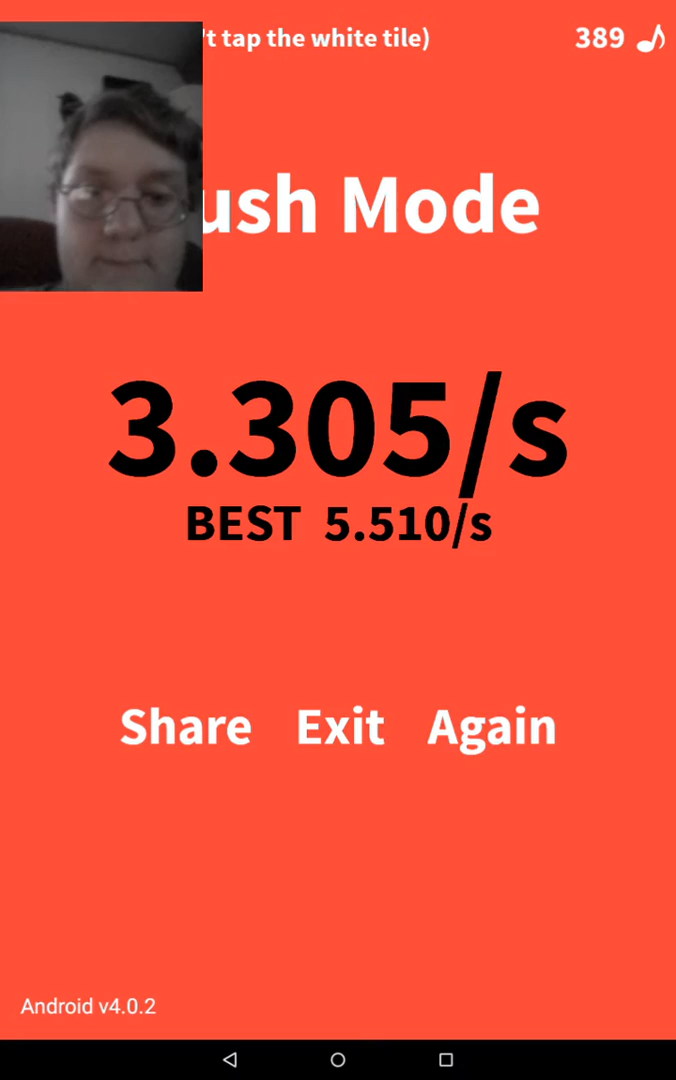 't tap the white tile) 389
ush Mode
3.305/s
BEST 5.510/s
Share Exit Again
Android v4.0.2